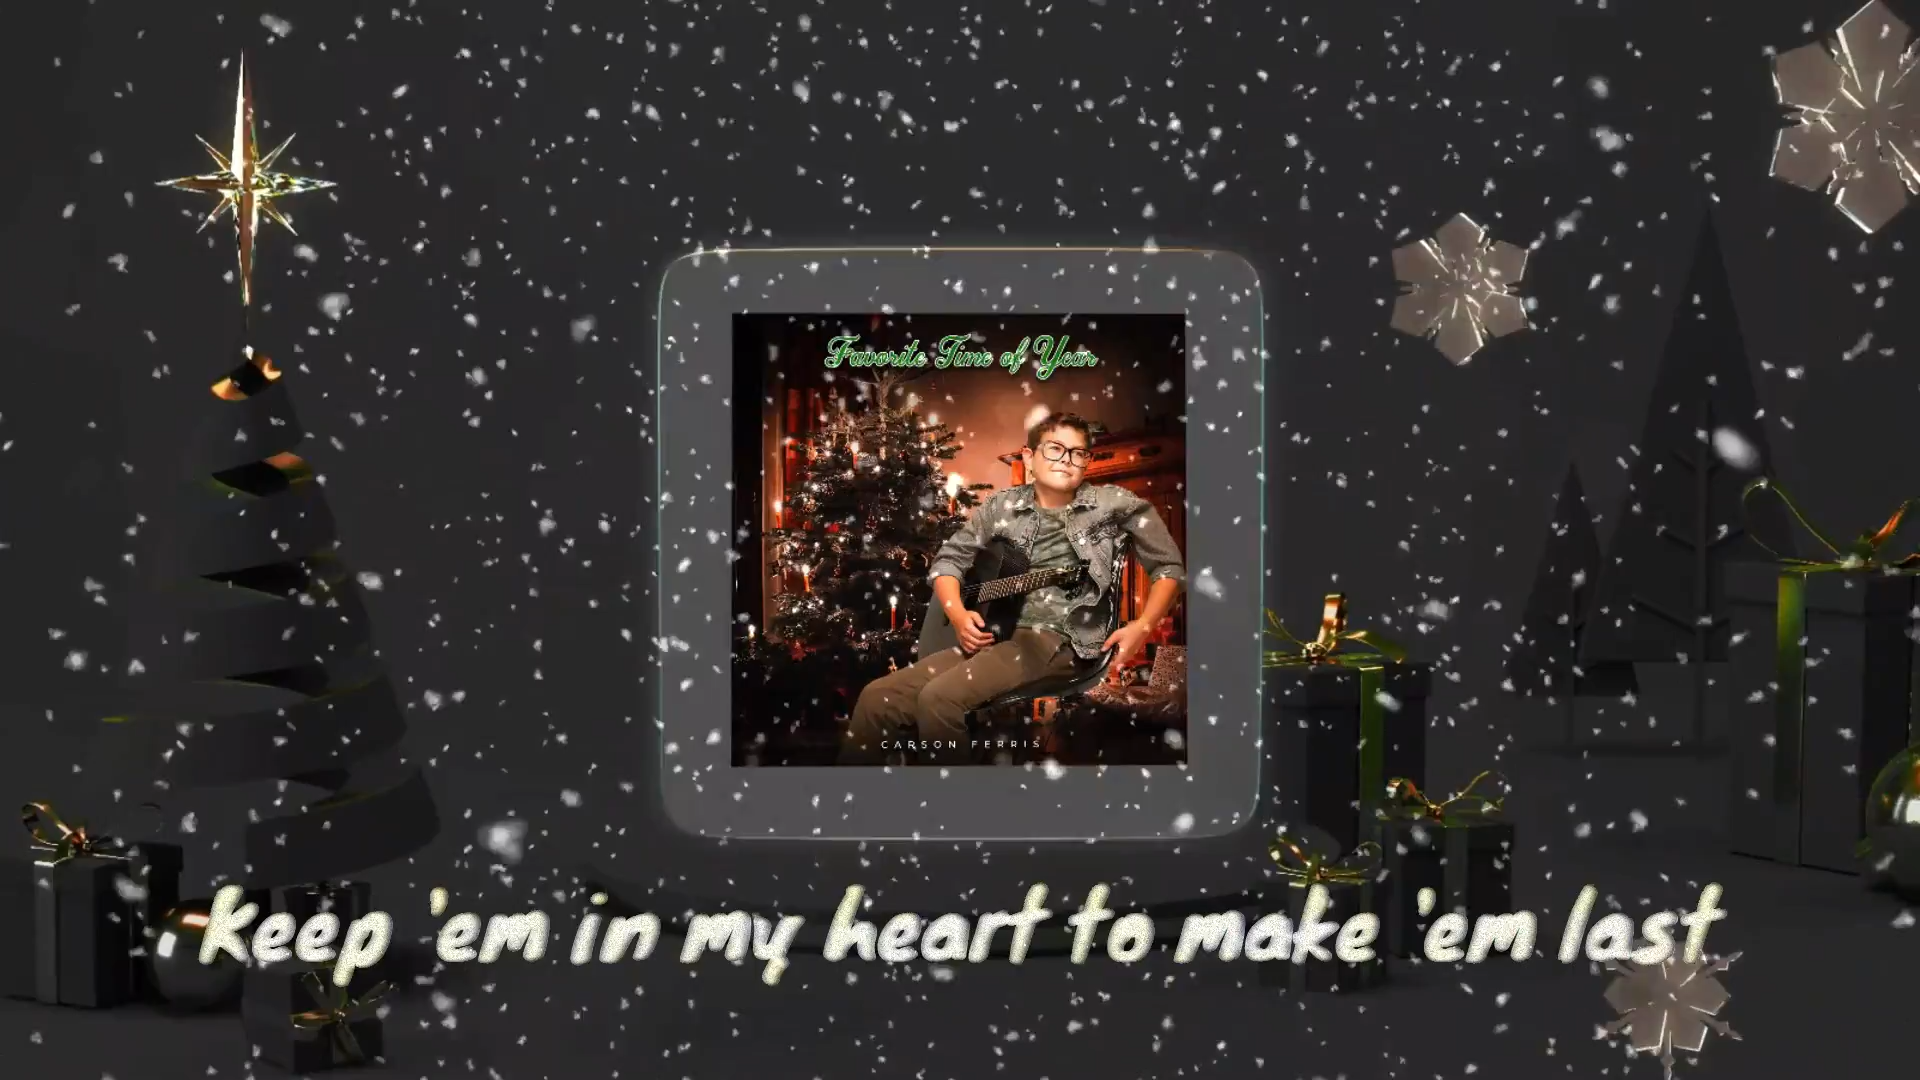 Favorite Time of Year
CARSON FERRIS
Keep 'em in my heart to make 'em last